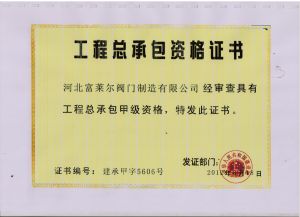 工程总承包资格证书
河北富莱尔阀门制造有限公司 经审查具有
工程总承包甲级资格，特发此证书。
发证部门：
证书编号：建承甲字5606号